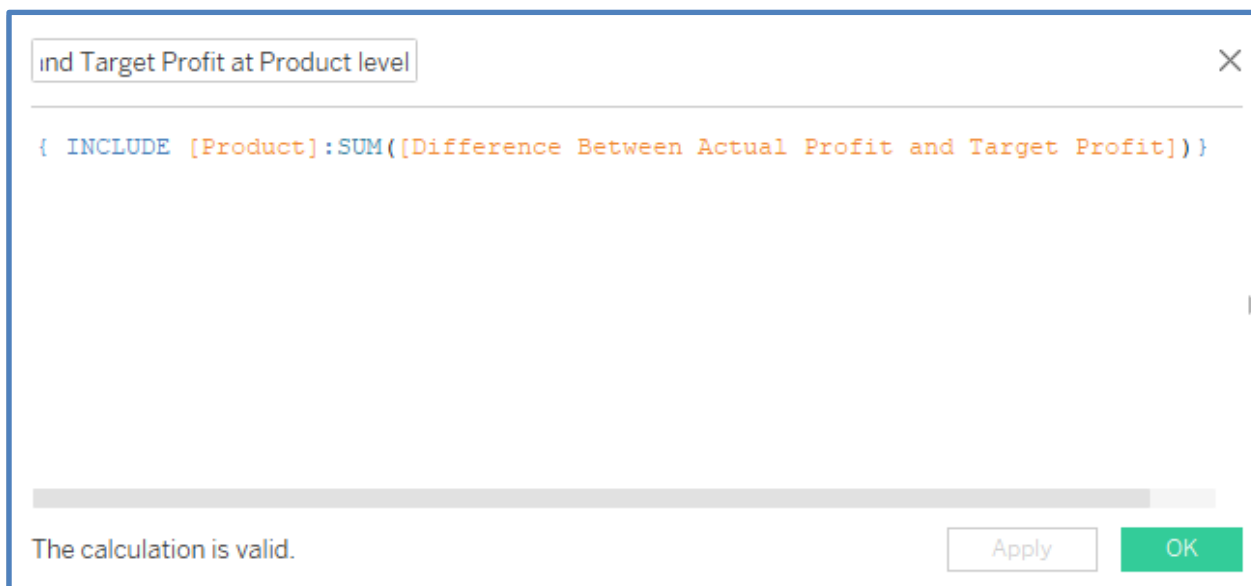 and Target Profit at Product level
{ INCLUDE [Product]:SUM([Difference Between Actual Profit and Target Profit])}
The calculation is valid.
Apply
OK